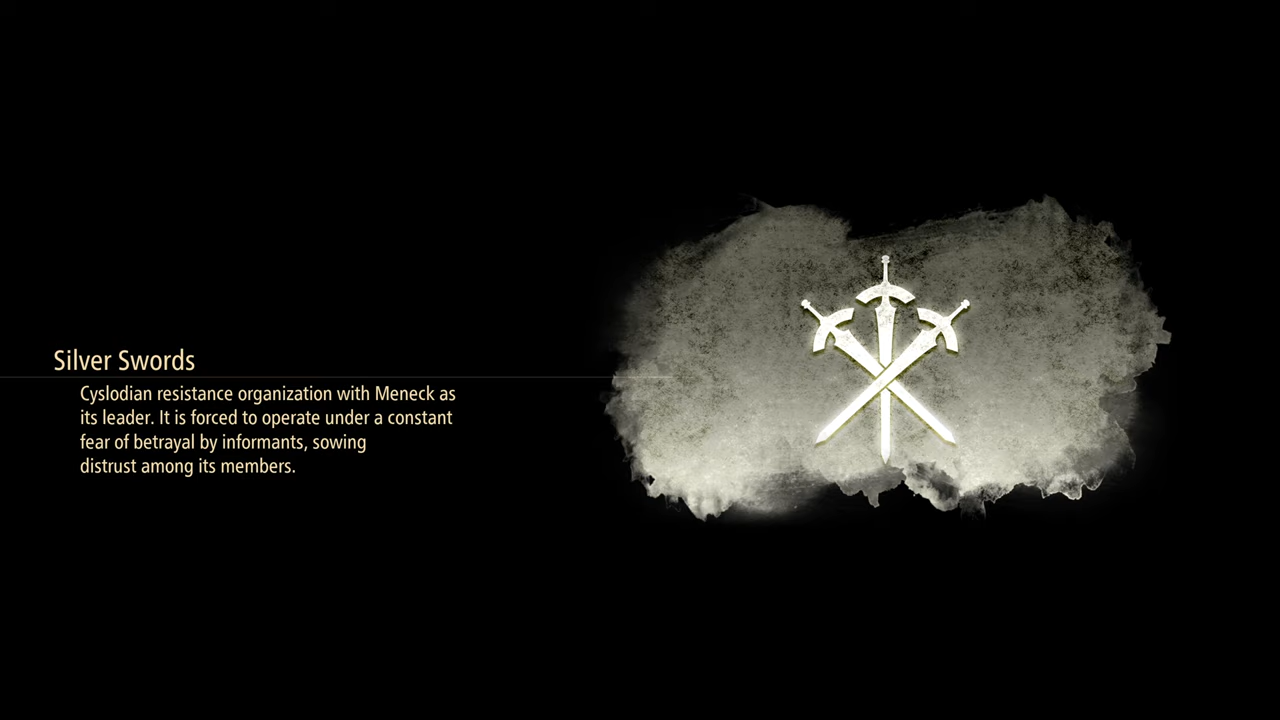 Silver Swords
Cyslodian resistance organization with Meneck as
its leader. It is forced to operate under a constant
fear of betrayal by informants, sowing
distrust among its members.